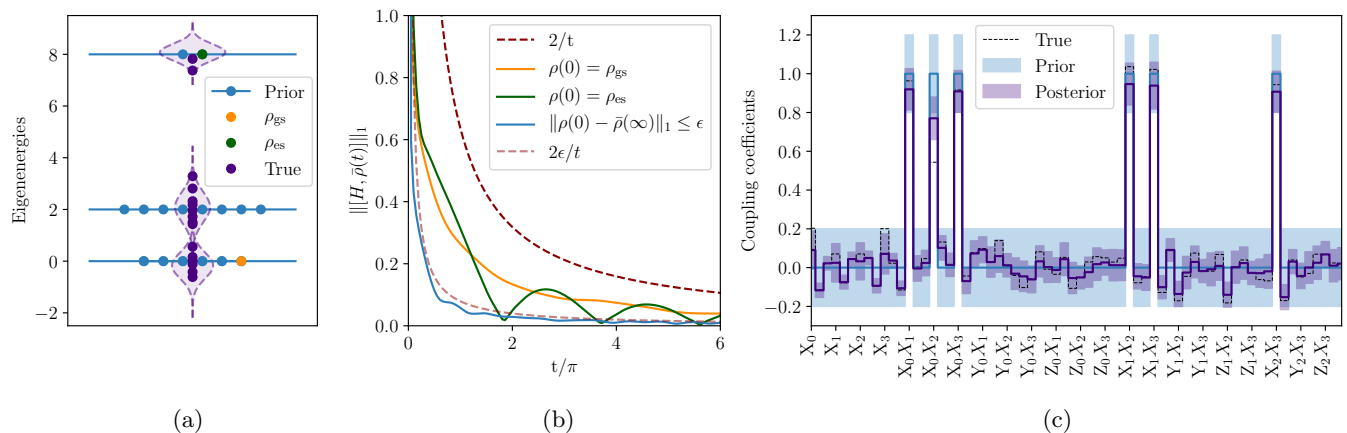 8
6
4
2
0
−2
Eigenenergies
Prior
ρgs
ρes
True
(a)
1.0
0.8
0.6
0.4
0.2
0.0
‖[H, ρ̄(t)]‖₁
0
2
4
6
t/π
2/t
ρ(0) = ρgs
ρ(0) = ρes
‖ρ(0) − ρ̄(∞)‖₁ ≤ ϵ
2ϵ/t
(b)
1.2
1.0
0.8
0.6
0.4
0.2
0.0
−0.2
Coupling coefficients
True
Prior
Posterior
X₀
X₁
X₂
X₃
X₀X₁
X₀X₂
X₀X₃
Y₀X₁
Y₀X₂
Y₀X₃
Z₀X₁
Z₀X₂
Z₀X₃
X₁X₂
X₁X₃
Y₁X₂
Y₁X₃
Z₁X₂
Z₁X₃
X₂X₃
Y₂X₃
Z₂X₃
(c)